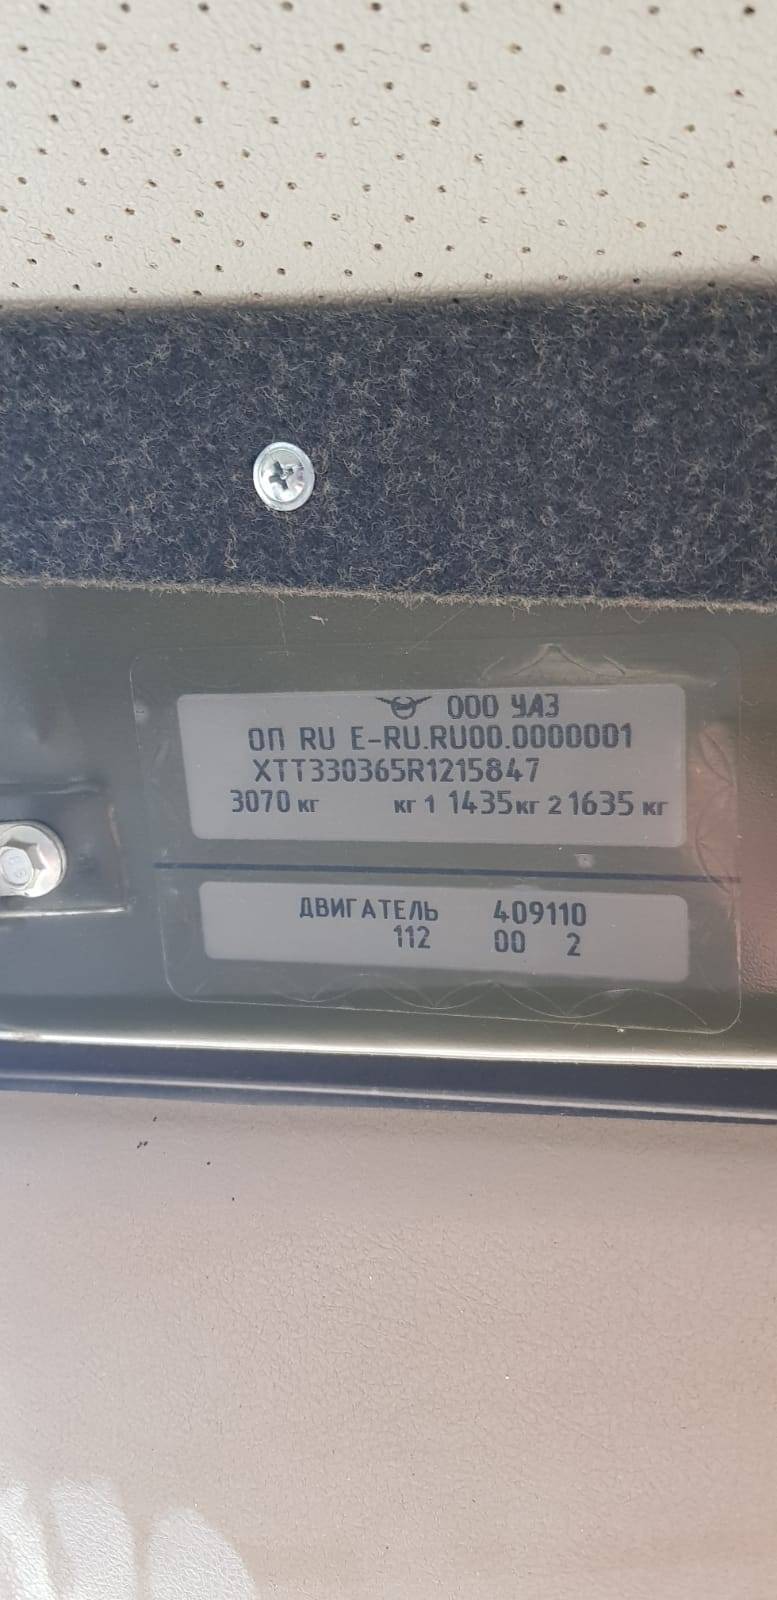 ООО УАЗ
ОП RU E-RU.RU00.0000001
XTT330365R1215847
3070 кг кг 1 1435 кг 2 1635 кг
ДВИГАТЕЛЬ 409110
112 00 2